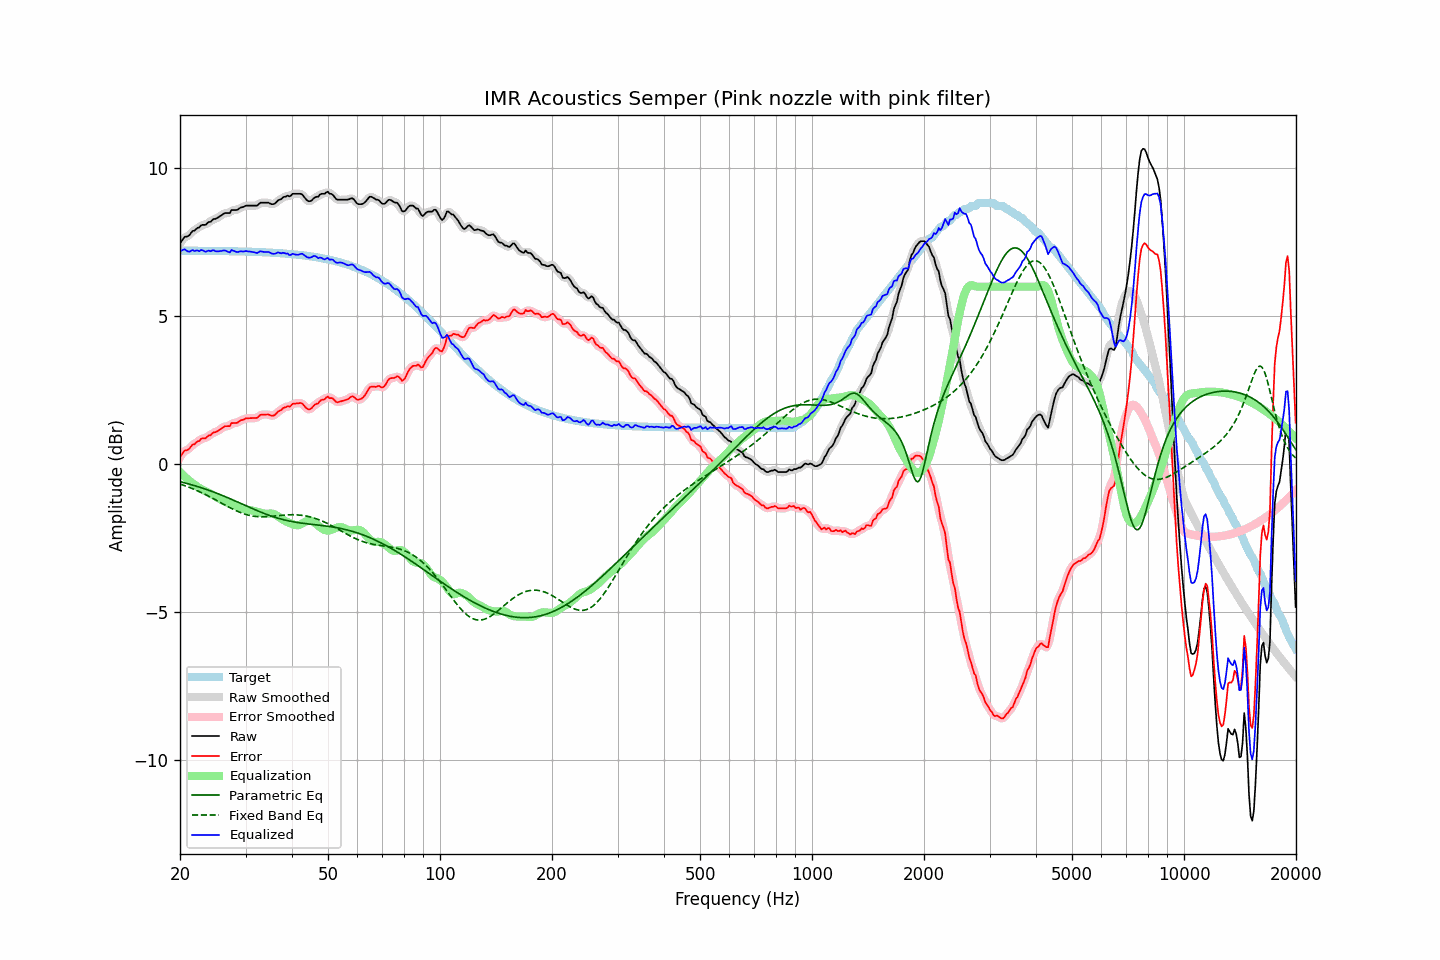 IMR Acoustics Semper (Pink nozzle with pink filter)
Amplitude (dBr)
10
5
0
−5
−10
Target
Raw Smoothed
Error Smoothed
Raw
Error
Equalization
Parametric Eq
Fixed Band Eq
Equalized
20 50 100 200 500 1000 2000 5000 10000 20000
Frequency (Hz)